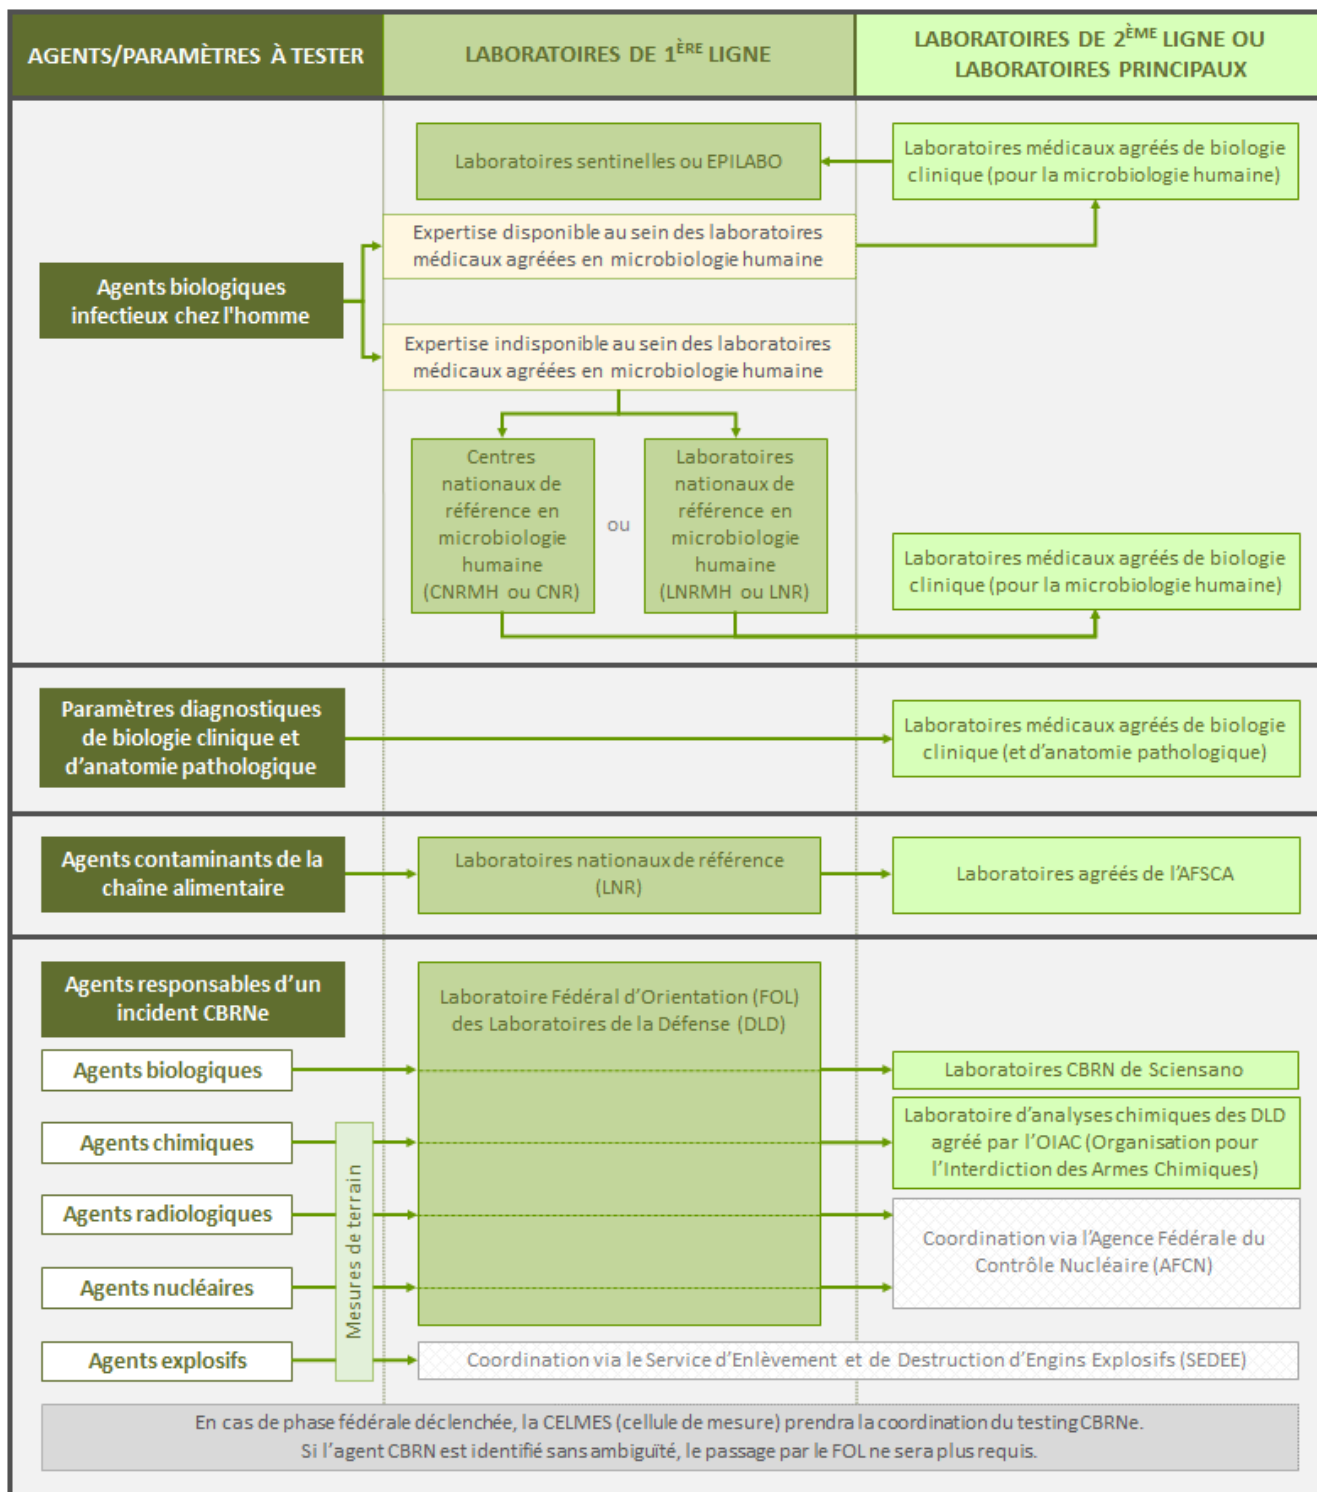 AGENTS/PARAMÈTRES À TESTER
LABORATOIRES DE 1ÈRE LIGNE
LABORATOIRES DE 2ÈME LIGNE OU
LABORATOIRES PRINCIPAUX
Laboratoires sentinelles ou EPILABO
Laboratoires médicaux agréés de biologie
clinique (pour la microbiologie humaine)
Expertise disponible au sein des laboratoires
médicaux agréées en microbiologie humaine
Agents biologiques
infectieux chez l'homme
Expertise indisponible au sein des laboratoires
médicaux agréées en microbiologie humaine
Centres
nationaux de
référence en
microbiologie
humaine
(CNRMH ou CNR)
ou
Laboratoires
nationaux de
référence en
microbiologie
humaine
(LNRMH ou LNR)
Laboratoires médicaux agréés de biologie
clinique (pour la microbiologie humaine)
Paramètres diagnostiques
de biologie clinique et
d’anatomie pathologique
Laboratoires médicaux agréés de biologie
clinique (et d’anatomie pathologique)
Agents contaminants de la
chaîne alimentaire
Laboratoires nationaux de référence
(LNR)
Laboratoires agréés de l’AFSCA
Agents responsables d’un
incident CBRNe
Laboratoire Fédéral d’Orientation (FOL)
des Laboratoires de la Défense (DLD)
Agents biologiques
Laboratoires CBRN de Sciensano
Agents chimiques
Laboratoire d’analyses chimiques des DLD
agréé par l’OIAC (Organisation pour
l’Interdiction des Armes Chimiques)
Mesures de terrain
Agents radiologiques
Coordination via l’Agence Fédérale du
Contrôle Nucléaire (AFCN)
Agents nucléaires
Agents explosifs
Coordination via le Service d’Enlèvement et de Destruction d’Engins Explosifs (SEDEE)
En cas de phase fédérale déclenchée, la CELMES (cellule de mesure) prendra la coordination du testing CBRNe.
Si l’agent CBRN est identifié sans ambiguïté, le passage par le FOL ne sera plus requis.